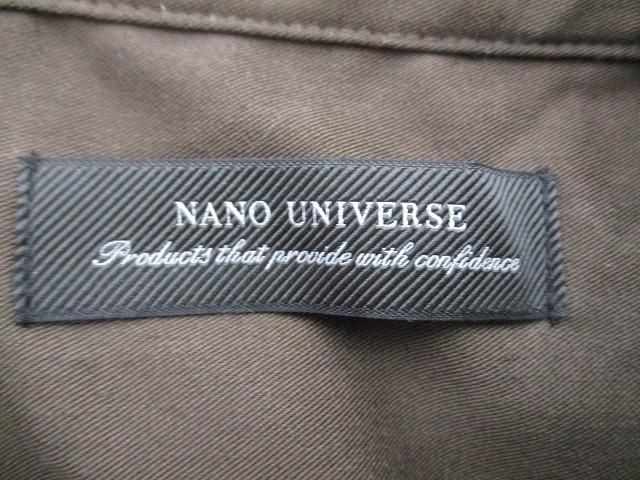 NANO UNIVERSE
Products that provide with confidence